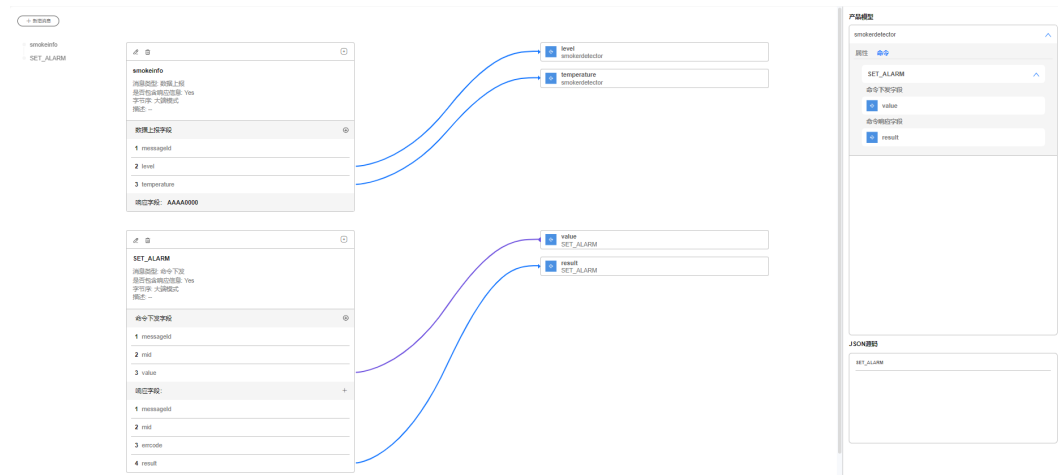 + 新增消息
smokeinfo
SET_ALARM
smokeinfo
消息类型: 数据上报
是否包含响应信息: Yes
字节序: 大端模式
描述: --
数据上报字段
1 messageId
2 level
3 temperature
响应字段: AAAA0000
level
smokerdetector
temperature
smokerdetector
SET_ALARM
消息类型: 命令下发
是否包含响应信息: Yes
字节序: 大端模式
描述: --
命令下发字段
1 messageId
2 mid
3 value
响应字段:
1 messageId
2 mid
3 errcode
4 result
value
SET_ALARM
result
SET_ALARM
产品模型
smokerdetector
属性 命令
SET_ALARM
命令下发字段
value
命令响应字段
result
JSON源码
SET_ALARM